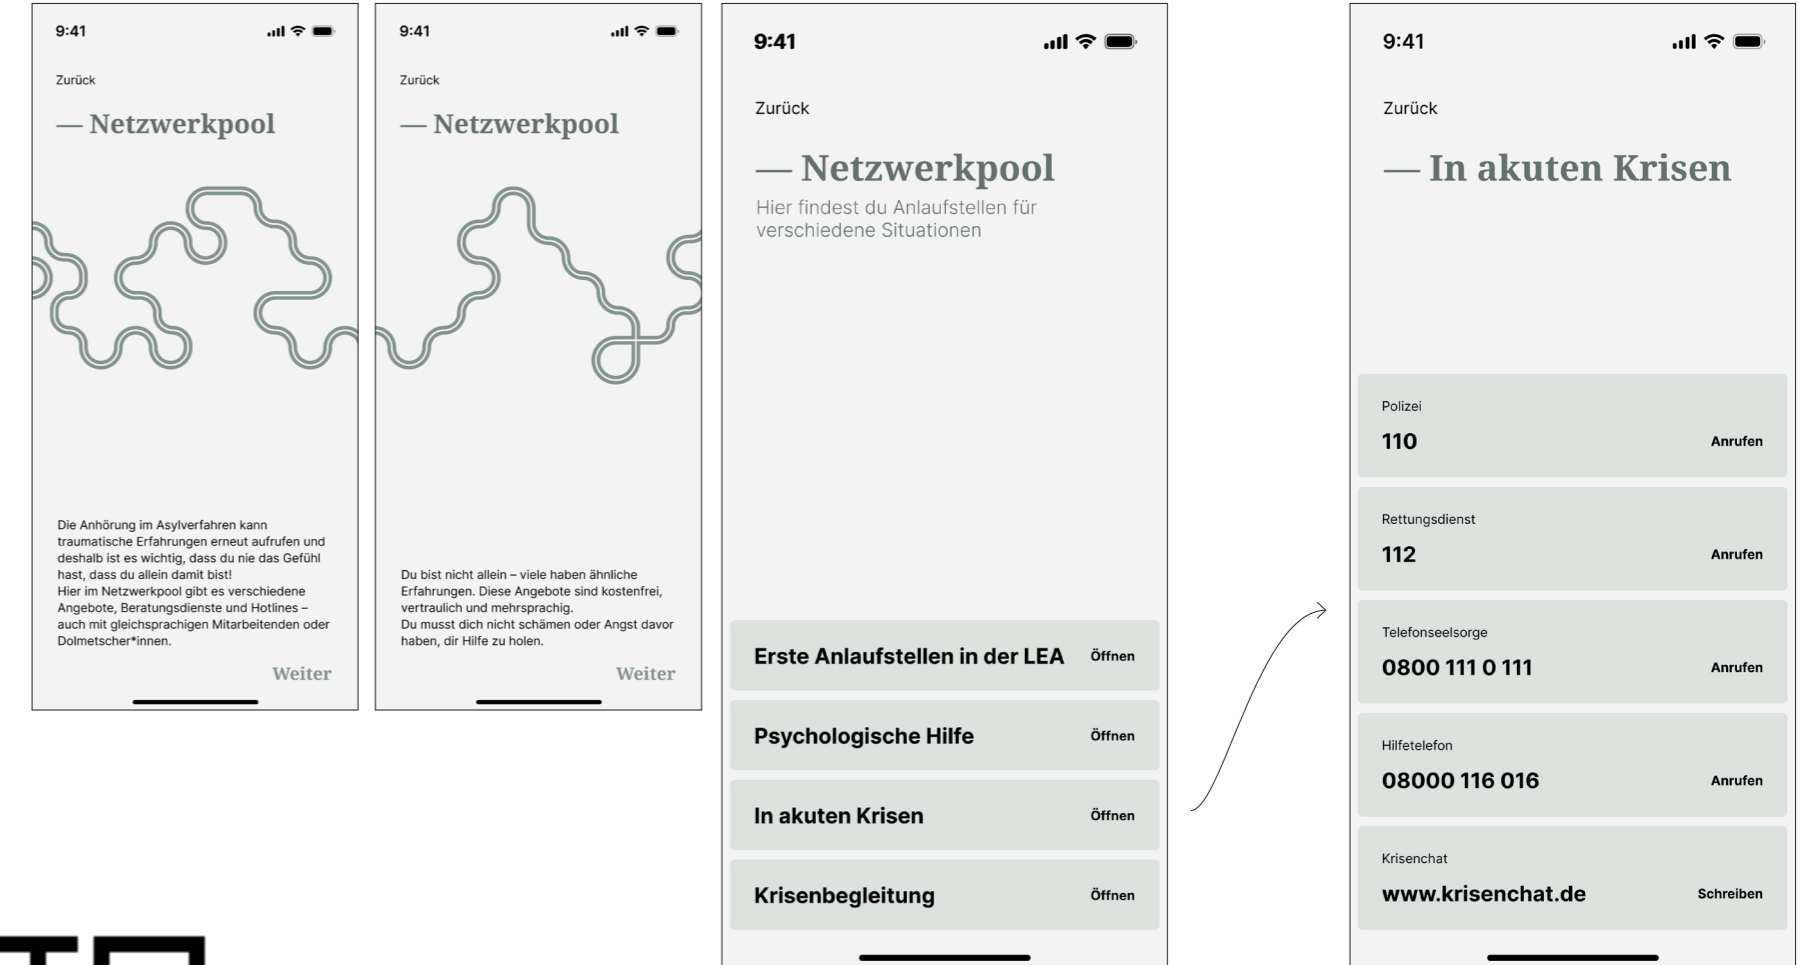 9:41
Zurück
— Netzwerkpool
Die Anhörung im Asylverfahren kann
traumatische Erfahrungen erneut aufrufen und
deshalb ist es wichtig, dass du nie das Gefühl
hast, dass du allein damit bist!
Hier im Netzwerkpool gibt es verschiedene
Angebote, Beratungsdienste und Hotlines –
auch mit gleichsprachigen Mitarbeitenden oder
Dolmetscher*innen.
Weiter
9:41
Zurück
— Netzwerkpool
Du bist nicht allein – viele haben ähnliche
Erfahrungen. Diese Angebote sind kostenfrei,
vertraulich und mehrsprachig.
Du musst dich nicht schämen oder Angst davor
haben, dir Hilfe zu holen.
Weiter
9:41
Zurück
— Netzwerkpool
Hier findest du Anlaufstellen für
verschiedene Situationen
Erste Anlaufstellen in der LEA Öffnen
Psychologische Hilfe Öffnen
In akuten Krisen Öffnen
Krisenbegleitung Öffnen
9:41
Zurück
— In akuten Krisen
Polizei
110 Anrufen
Rettungsdienst
112 Anrufen
Telefonseelsorge
0800 111 0 111 Anrufen
Hilfetelefon
08000 116 016 Anrufen
Krisenchat
www.krisenchat.de Schreiben